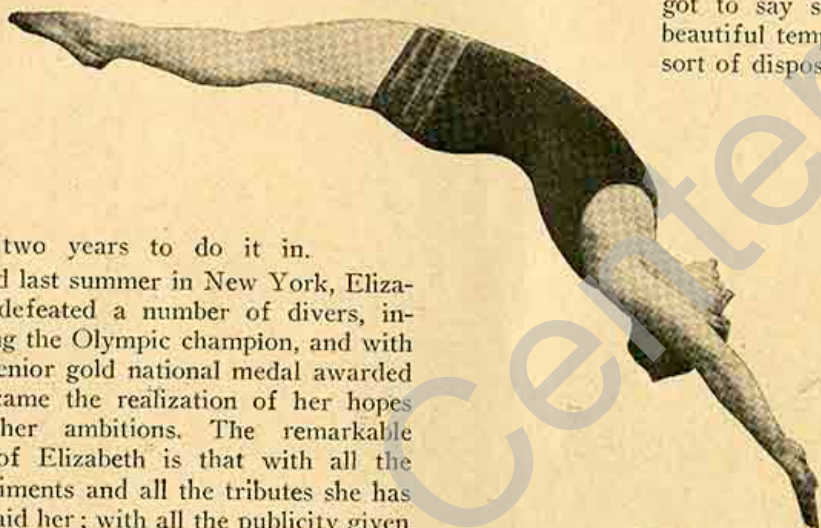 two years to do it in.
d last summer in New York, Eliza-
defeated a number of divers, in-
g the Olympic champion, and with
enior gold national medal awarded
came the realization of her hopes
her ambitions. The remarkable
of Elizabeth is that with all the
iments and all the tributes she has
aid her; with all the publicity given
got to say s
beautiful temp
sort of dispos
Center